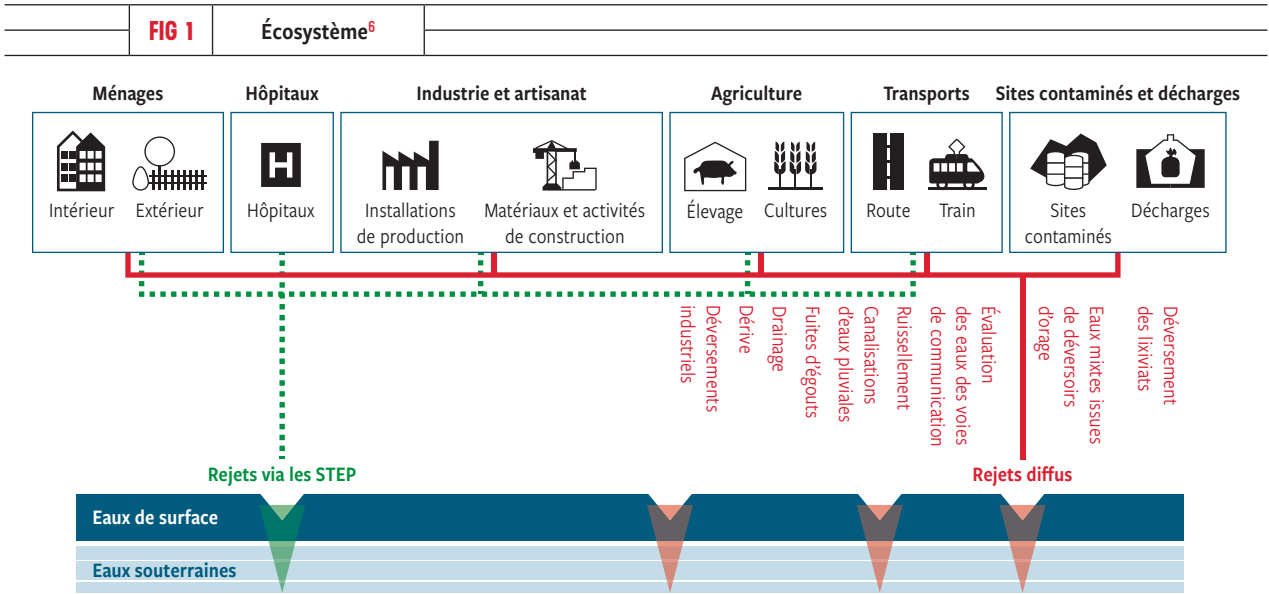 FIG 1
Écosystème6
Ménages
Hôpitaux
Industrie et artisanat
Agriculture
Transports
Sites contaminés et décharges
Intérieur
Extérieur
H
Hôpitaux
Installations
de production
Matériaux et activités
de construction
Élevage
Cultures
Route
Train
Sites
contaminés
Décharges
Déversements
industriels
Dérive
Drainage
Fuites d'égouts
Canalisations
d'eaux pluviales
Ruissellement
Évaluation
des eaux des voies
de communication
Eaux mixtes issues
de déversoirs
d'orage
Déversement
des lixiviats
Rejets via les STEP
Rejets diffus
Eaux de surface
Eaux souterraines